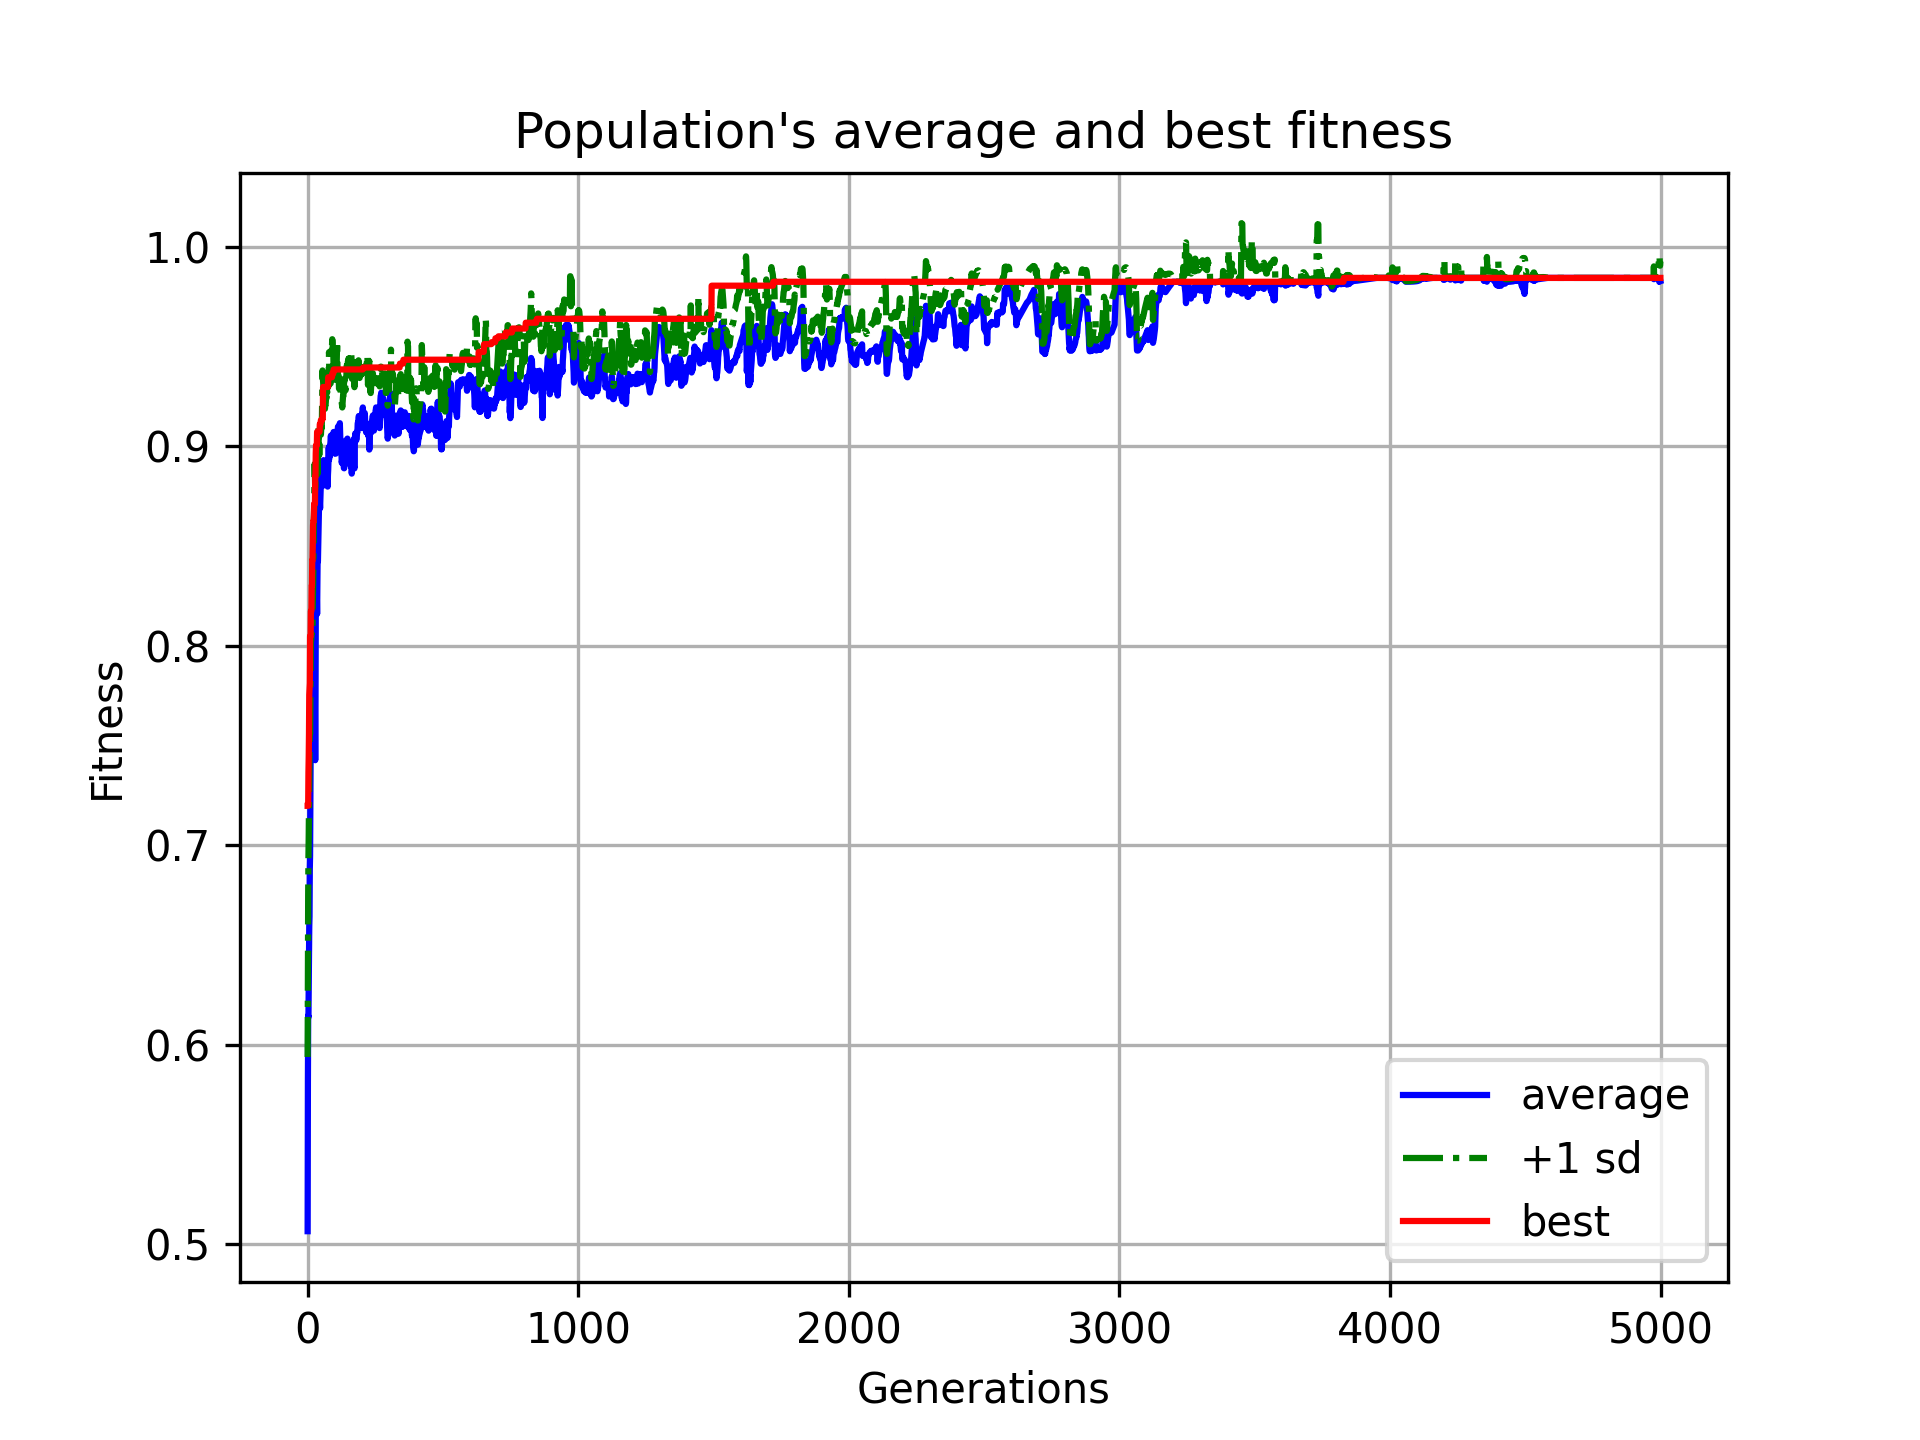 Population's average and best fitness
1.0
0.9
0.8
0.7
0.6
0.5
Fitness
0 1000 2000 3000 4000 5000
Generations
average
+1 sd
best